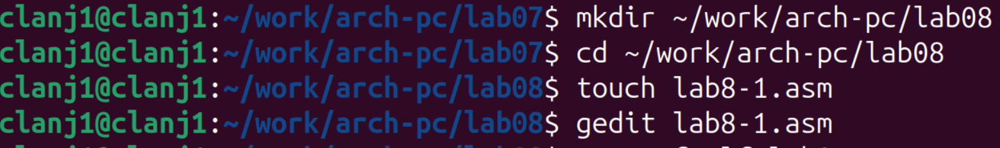 clanj1@clanj1:~/work/arch-pc/lab07$ mkdir ~/work/arch-pc/lab08
clanj1@clanj1:~/work/arch-pc/lab07$ cd ~/work/arch-pc/lab08
clanj1@clanj1:~/work/arch-pc/lab08$ touch lab8-1.asm
clanj1@clanj1:~/work/arch-pc/lab08$ gedit lab8-1.asm